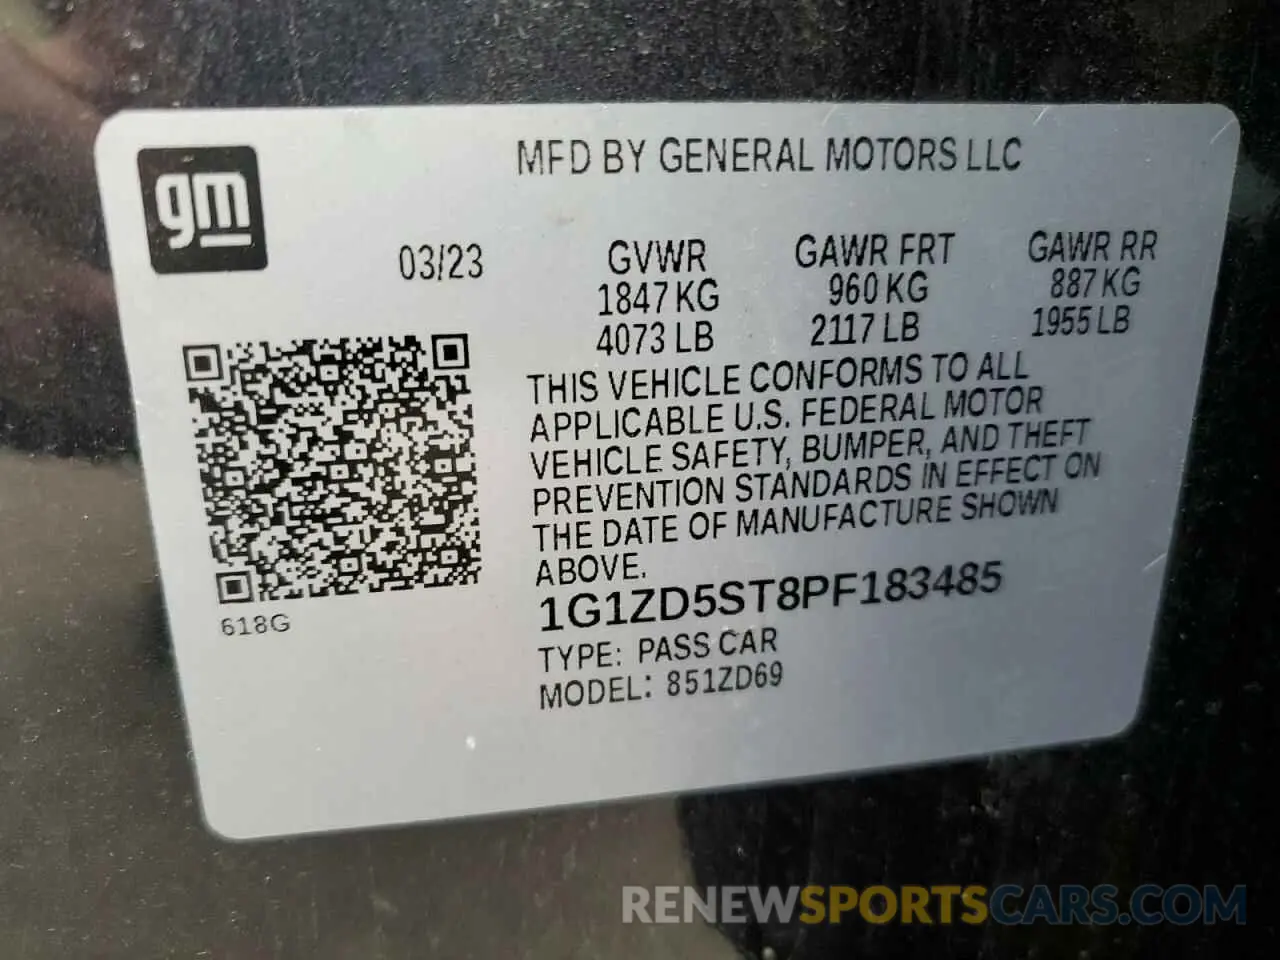 gm
MFD BY GENERAL MOTORS LLC
03/23
GVWR
1847 KG
4073 LB
GAWR FRT
960 KG
2117 LB
GAWR RR
887 KG
1955 LB
THIS VEHICLE CONFORMS TO ALL
APPLICABLE U.S. FEDERAL MOTOR
VEHICLE SAFETY, BUMPER, AND THEFT
PREVENTION STANDARDS IN EFFECT ON
THE DATE OF MANUFACTURE SHOWN
ABOVE.
1G1ZD5ST8PF183485
618G
TYPE: PASS CAR
MODEL: 851ZD69
RENEWSPORTSCARS.COM